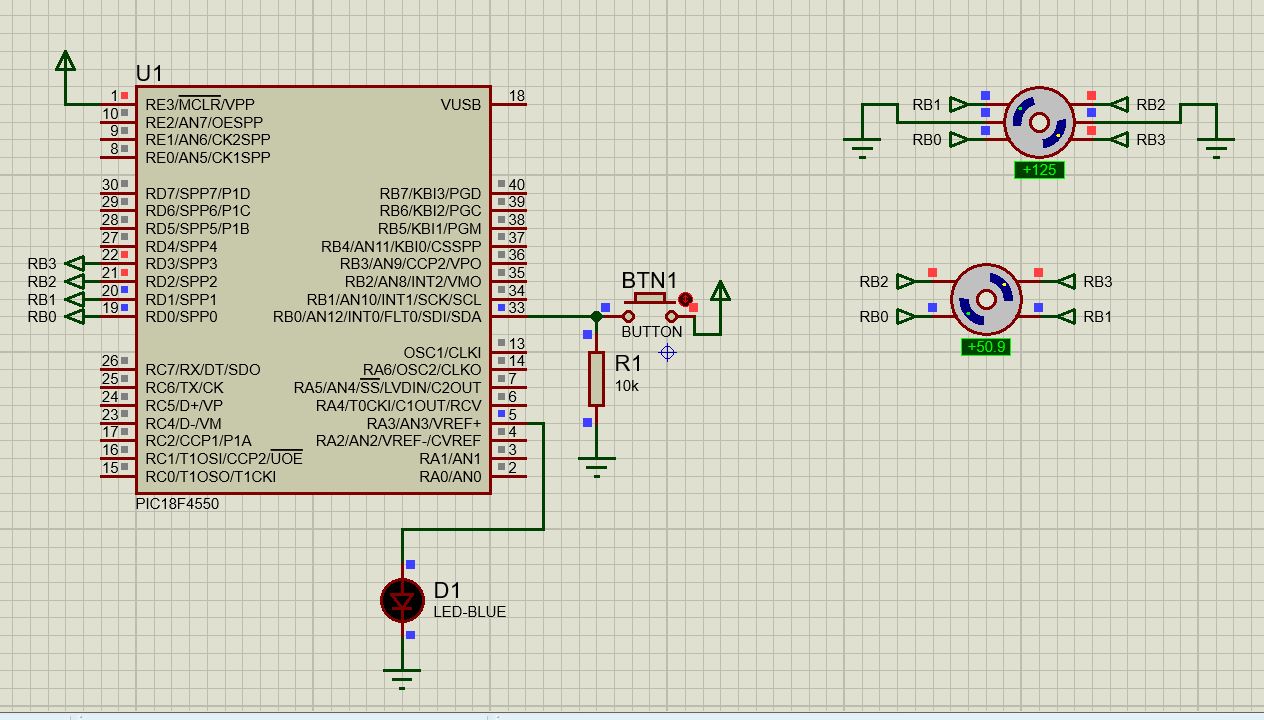 U1
1 RE3/MCLR/VPP VUSB 18
10 RE2/AN7/OESPP
9 RE1/AN6/CK2SPP
8 RE0/AN5/CK1SPP
30 RD7/SPP7/P1D RB7/KBI3/PGD 40
29 RD6/SPP6/P1C RB6/KBI2/PGC 39
28 RD5/SPP5/P1B RB5/KBI1/PGM 38
27 RD4/SPP4 RB4/AN11/KBI0/CSSPP 37
RB3 22 RD3/SPP3 RB3/AN9/CCP2/VPO 36
RB2 21 RD2/SPP2 RB2/AN8/INT2/VMO 35
RB1 20 RD1/SPP1 RB1/AN10/INT1/SCK/SCL 34
RB0 19 RD0/SPP0 RB0/AN12/INT0/FLT0/SDI/SDA 33
OSC1/CLKI 13
26 RC7/RX/DT/SDO RA6/OSC2/CLKO 14
25 RC6/TX/CK RA5/AN4/SS/LVDIN/C2OUT 7
24 RC5/D+/VP RA4/T0CKI/C1OUT/RCV 6
23 RC4/D-/VM RA3/AN3/VREF+ 5
17 RC2/CCP1/P1A RA2/AN2/VREF-/CVREF 4
16 RC1/T1OSI/CCP2/UOE RA1/AN1 3
15 RC0/T1OSO/T1CKI RA0/AN0 2
PIC18F4550
BTN1
BUTTON
R1
10k
D1
LED-BLUE
RB1 RB2
RB0 RB3
+125
RB2 RB3
RB0 RB1
+50.9